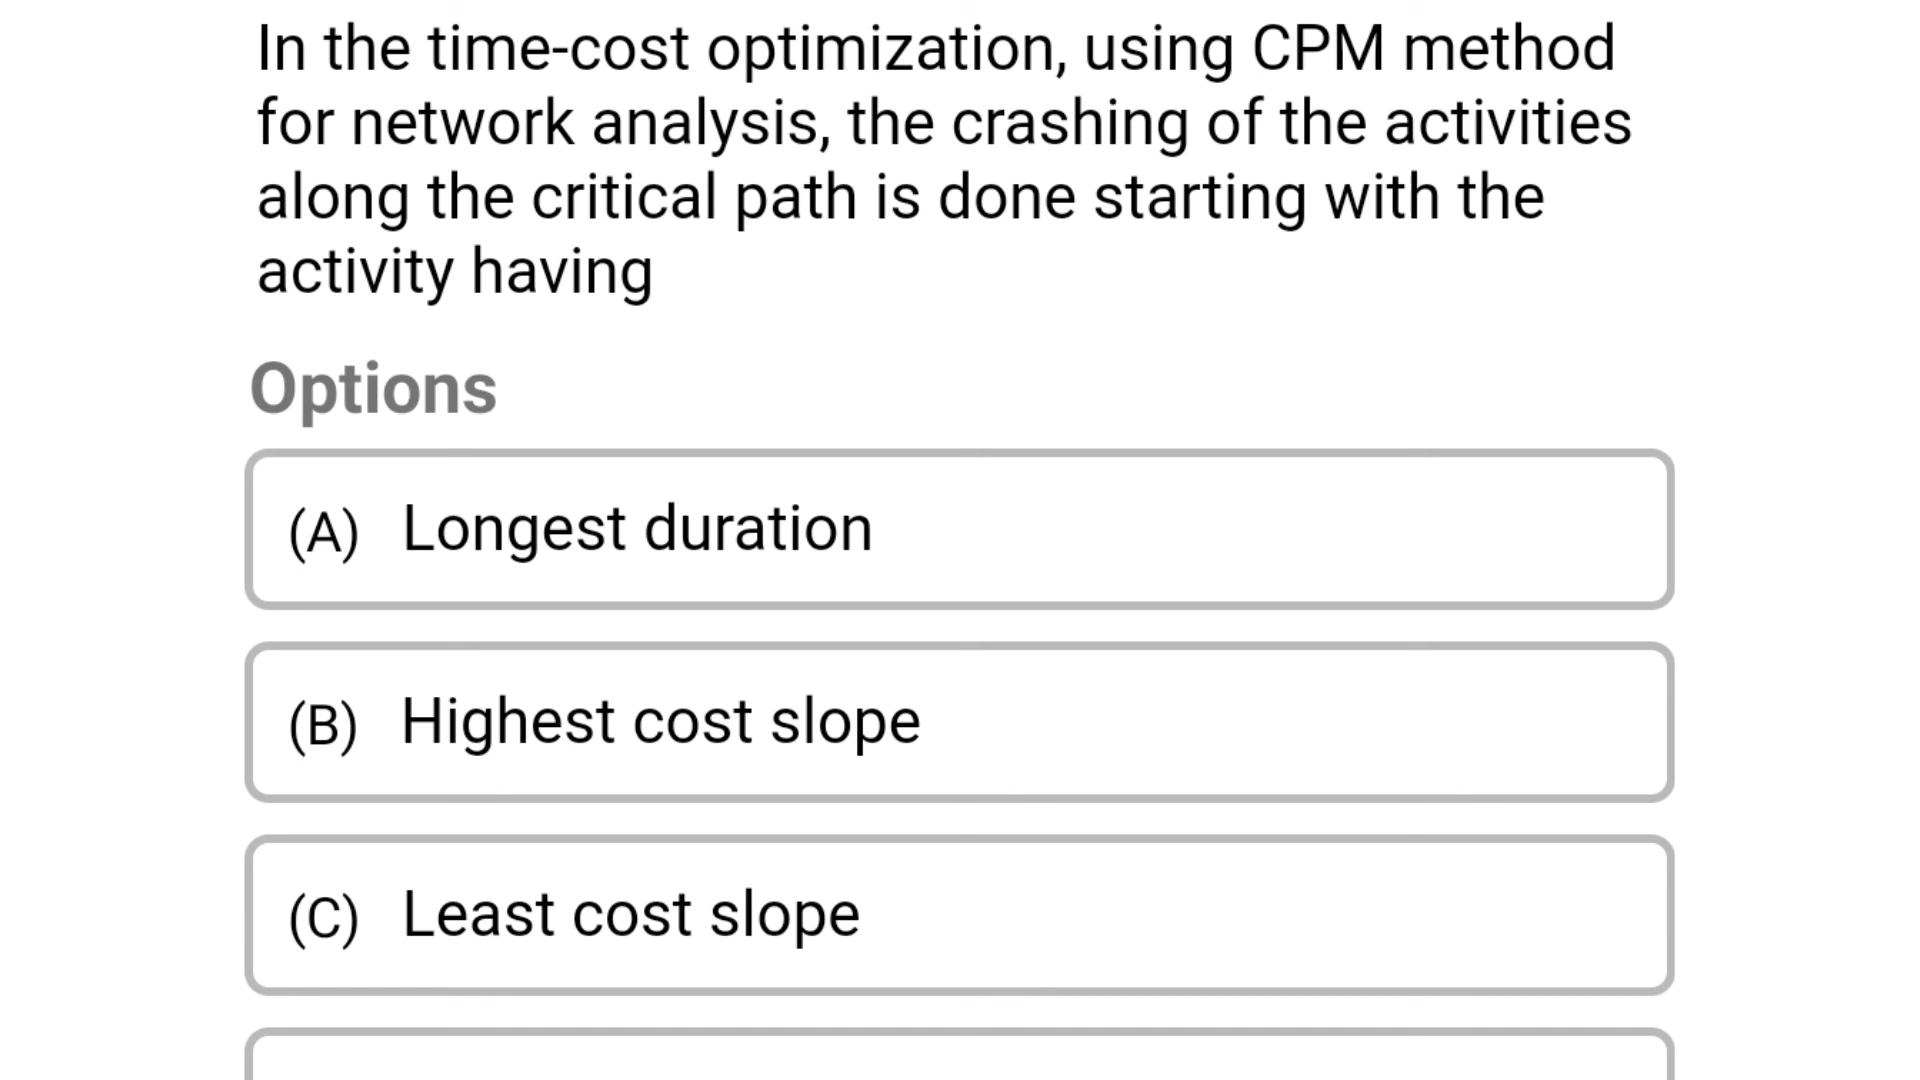 In the time-cost optimization, using CPM method
for network analysis, the crashing of the activities
along the critical path is done starting with the
activity having
Options
(A) Longest duration
(B) Highest cost slope
(C) Least cost slope